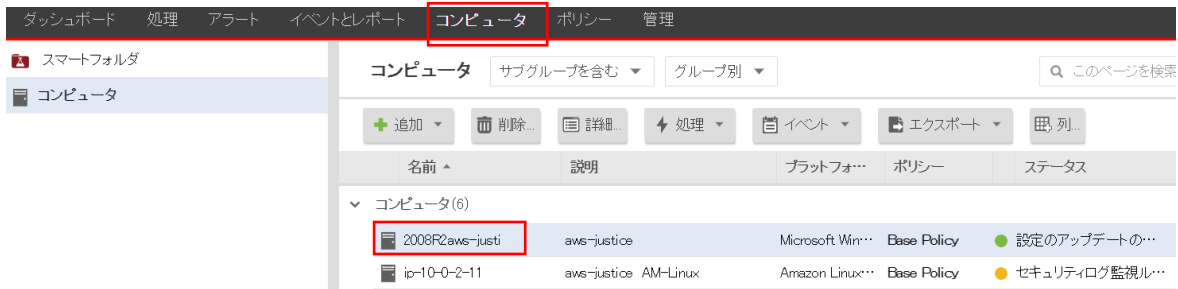 ダッシュボード 処理 アラート イベントとレポート コンピュータ ポリシー 管理
スマートフォルダ
コンピュータ
コンピュータ サブグループを含む グループ別 このページを検索
追加 削除... 詳細... 処理 イベント エクスポート 列...
名前 説明 プラットフォ… ポリシー ステータス
コンピュータ(6)
2008R2aws-justi aws-justice Microsoft Win… Base Policy 設定のアップデートの…
ip-10-0-2-11 aws-justice AM-Linux Amazon Linux… Base Policy セキュリティログ監視ル…